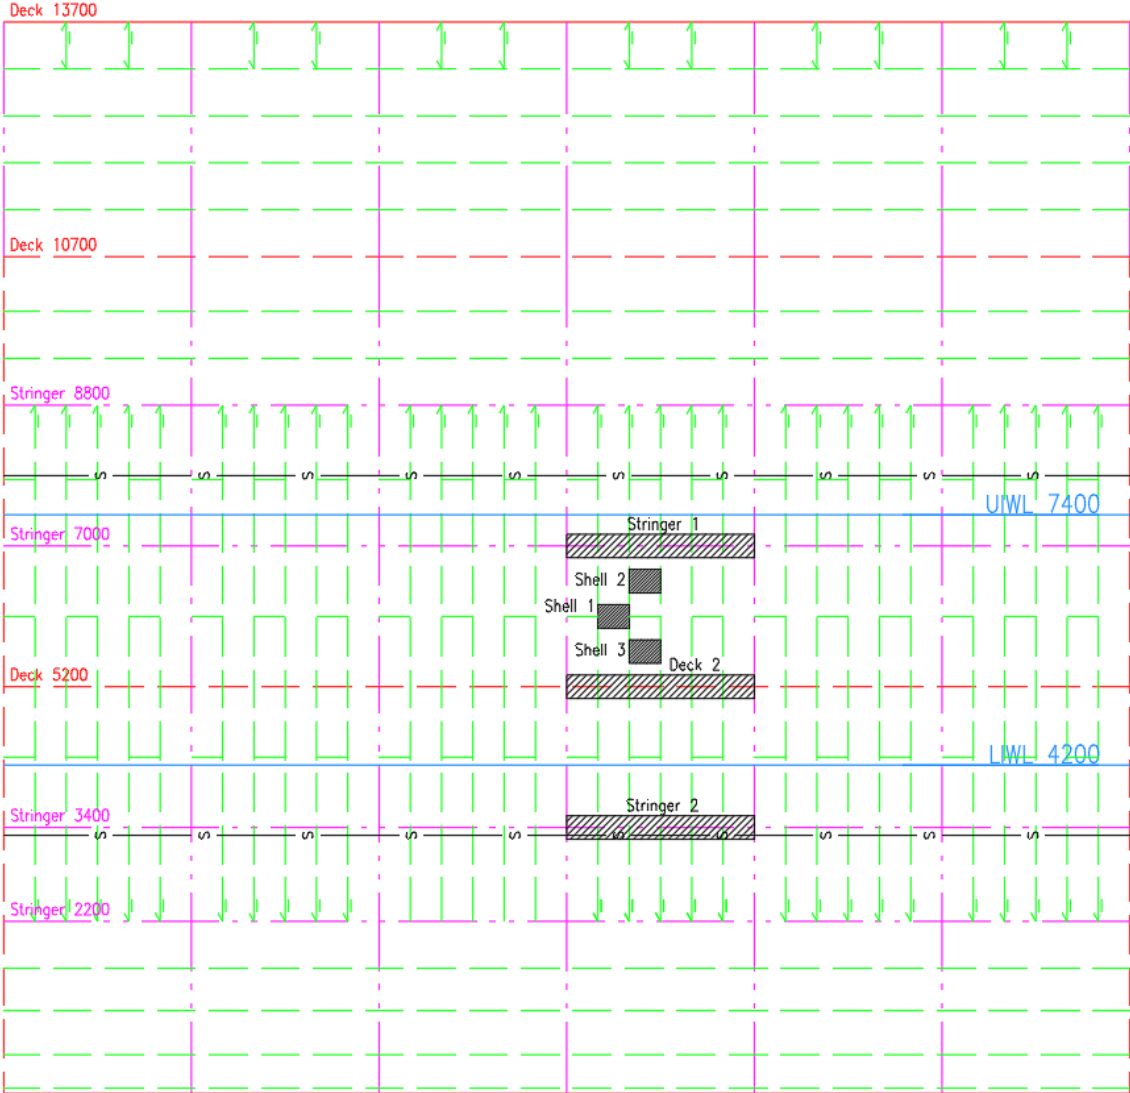 Deck 13700
Deck 10700
Stringer 8800
S S S S S S S S S S
UIWL 7400
Stringer 7000
Stringer 1
Shell 2
Shell 1
Shell 3
Deck 2
Deck 5200
LIWL 4200
Stringer 2
Stringer 3400
S S S S S S S S S S
Stringer 2200